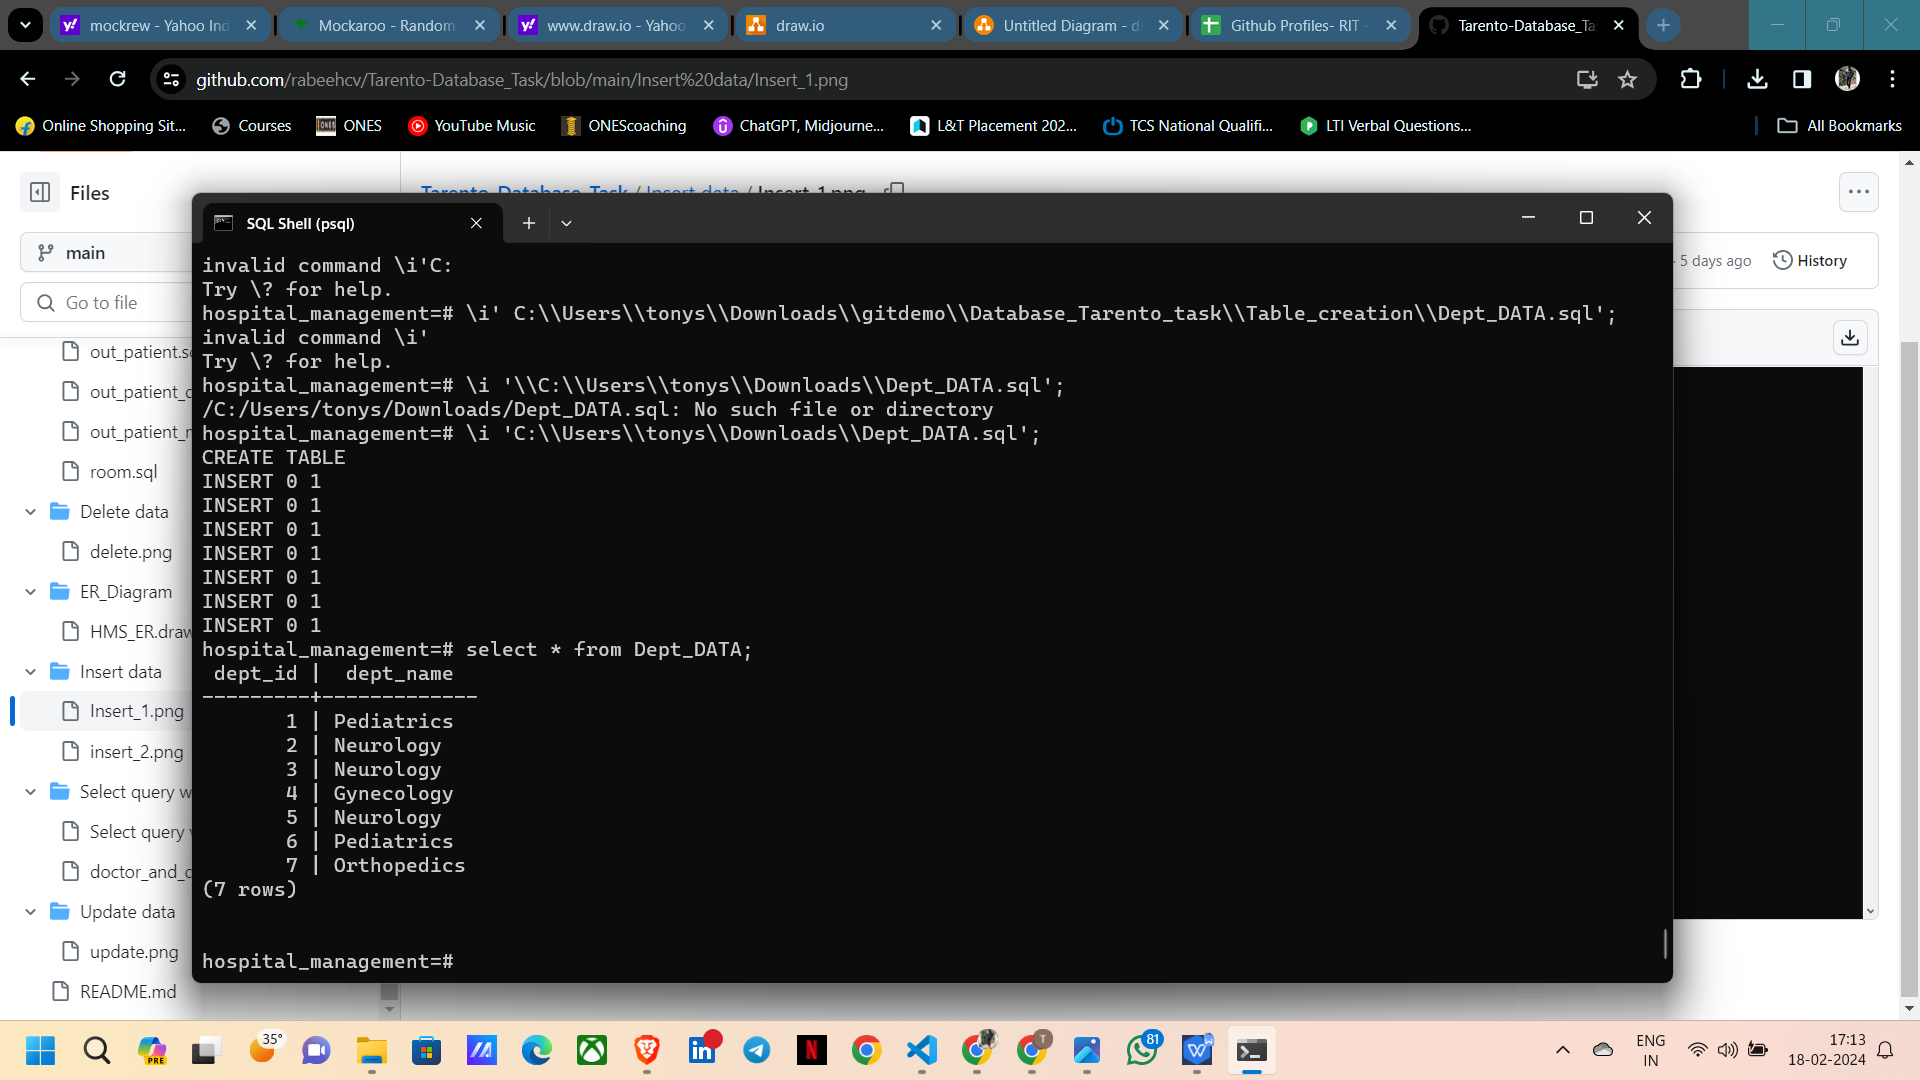 mockrew - Yahoo Ind
Mockaroo - Random
www.draw.io - Yahoo
draw.io
Untitled Diagram - d
Github Profiles- RIT -
Tarento-Database_Ta
github.com/rabeehcv/Tarento-Database_Task/blob/main/Insert%20data/Insert_1.png
Online Shopping Sit...
Courses
ONES
YouTube Music
ONEScoaching
ChatGPT, Midjourne...
L&T Placement 202...
TCS National Qualifi...
LTI Verbal Questions...
All Bookmarks
Files
Tarento-Database_Task / Insert data / Insert_1.png
main
5 days ago
History
Go to file
out_patient.s
out_patient_
out_patient_
room.sql
Delete data
delete.png
ER_Diagram
HMS_ER.draw
Insert data
Insert_1.png
insert_2.png
Select query w
Select query
doctor_and_
Update data
update.png
README.md
SQL Shell (psql)
invalid command \i'C:
Try \? for help.
hospital_management=# \i' C:\\Users\\tonys\\Downloads\\gitdemo\\Database_Tarento_task\\Table_creation\\Dept_DATA.sql';
invalid command \i'
Try \? for help.
hospital_management=# \i '\\C:\\Users\\tonys\\Downloads\\Dept_DATA.sql';
/C:/Users/tonys/Downloads/Dept_DATA.sql: No such file or directory
hospital_management=# \i 'C:\\Users\\tonys\\Downloads\\Dept_DATA.sql';
CREATE TABLE
INSERT 0 1
INSERT 0 1
INSERT 0 1
INSERT 0 1
INSERT 0 1
INSERT 0 1
INSERT 0 1
hospital_management=# select * from Dept_DATA;
dept_id | dept_name
---------+-------------
1 | Pediatrics
2 | Neurology
3 | Neurology
4 | Gynecology
5 | Neurology
6 | Pediatrics
7 | Orthopedics
(7 rows)
hospital_management=#
PRE
35°
81
ENG
IN
17:13
18-02-2024